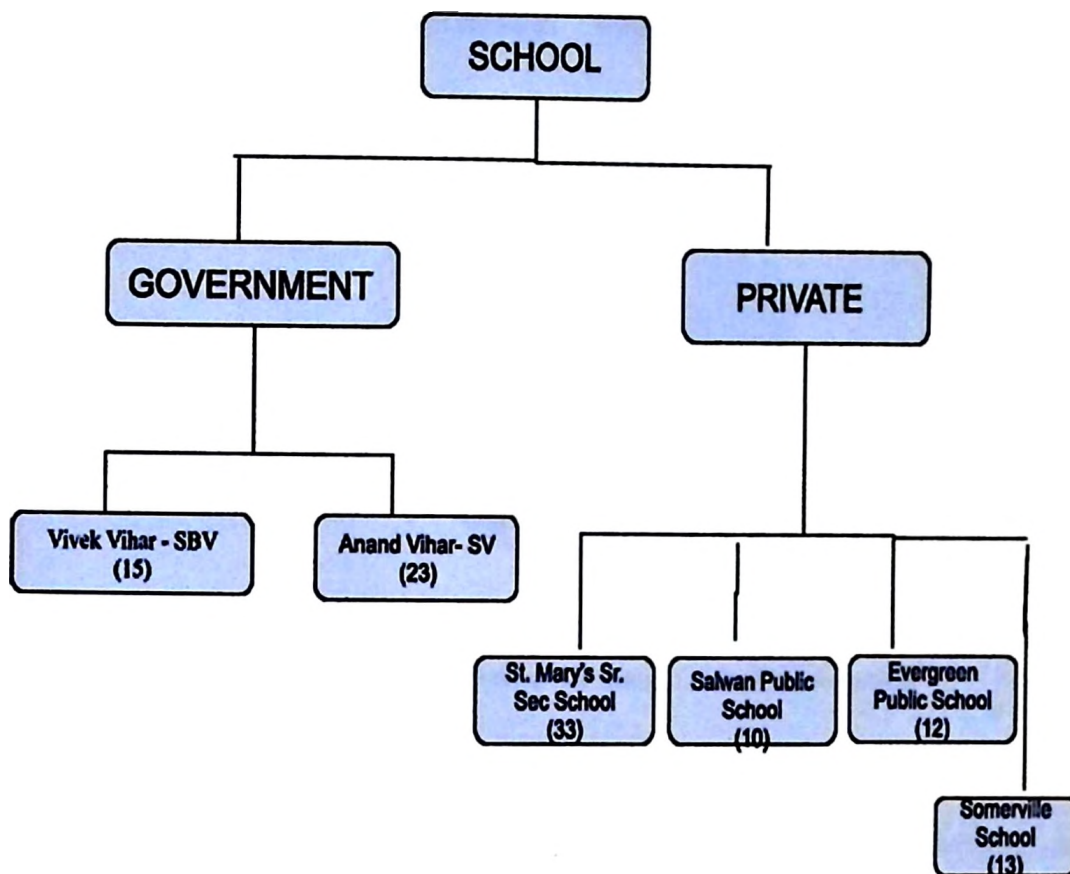 SCHOOL
GOVERNMENT
PRIVATE
Vivek Vihar - SBV
(15)
Anand Vihar- SV
(23)
St. Mary's Sr.
Sec School
(33)
Salwan Public
School
(10)
Evergreen
Public School
(12)
Somerville
School
(13)